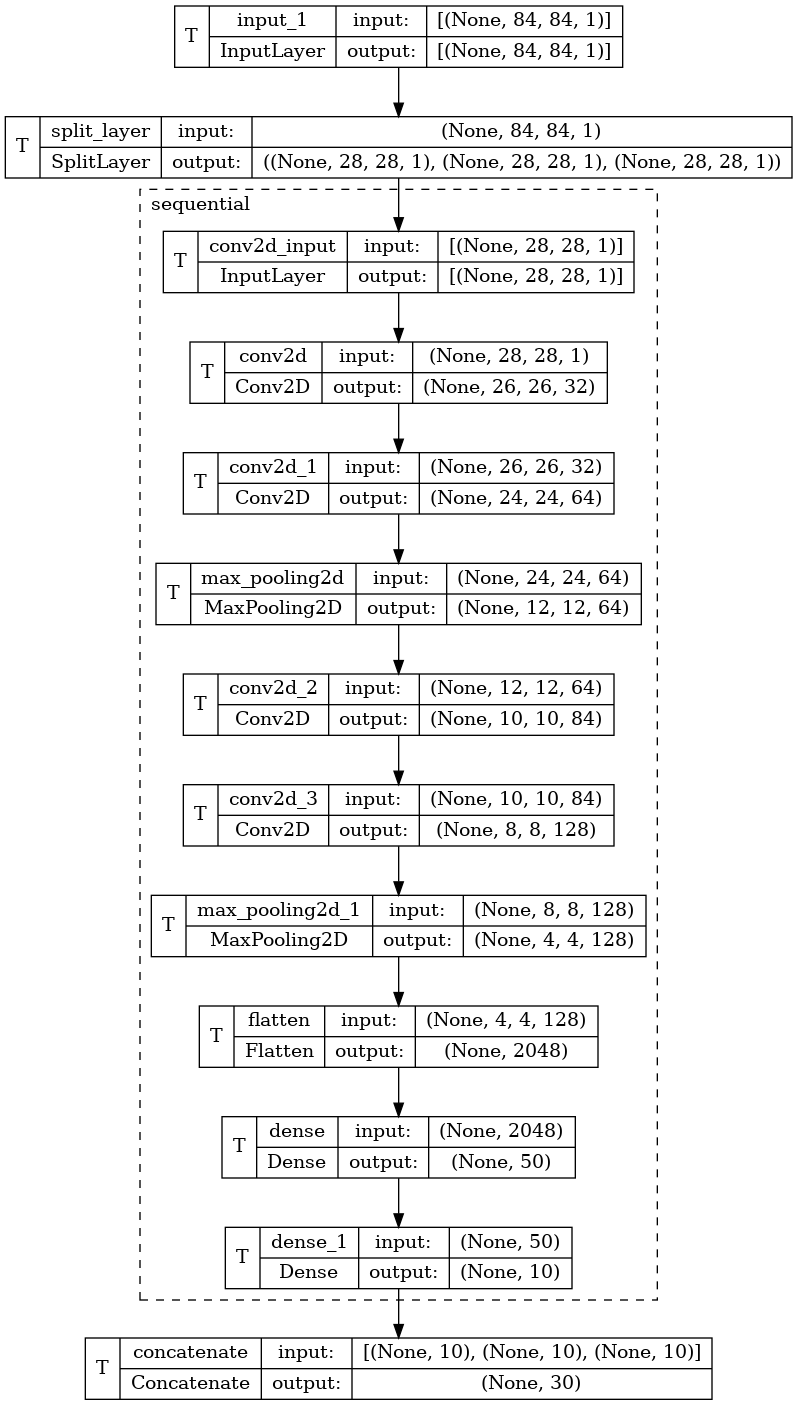 T input_1 input: [(None, 84, 84, 1)]
InputLayer output: [(None, 84, 84, 1)]
T split_layer input: (None, 84, 84, 1)
SplitLayer output: ((None, 28, 28, 1), (None, 28, 28, 1), (None, 28, 28, 1))
sequential
T conv2d_input input: [(None, 28, 28, 1)]
InputLayer output: [(None, 28, 28, 1)]
T conv2d input: (None, 28, 28, 1)
Conv2D output: (None, 26, 26, 32)
T conv2d_1 input: (None, 26, 26, 32)
Conv2D output: (None, 24, 24, 64)
T max_pooling2d input: (None, 24, 24, 64)
MaxPooling2D output: (None, 12, 12, 64)
T conv2d_2 input: (None, 12, 12, 64)
Conv2D output: (None, 10, 10, 84)
T conv2d_3 input: (None, 10, 10, 84)
Conv2D output: (None, 8, 8, 128)
T max_pooling2d_1 input: (None, 8, 8, 128)
MaxPooling2D output: (None, 4, 4, 128)
T flatten input: (None, 4, 4, 128)
Flatten output: (None, 2048)
T dense input: (None, 2048)
Dense output: (None, 50)
T dense_1 input: (None, 50)
Dense output: (None, 10)
T concatenate input: [(None, 10), (None, 10), (None, 10)]
Concatenate output: (None, 30)